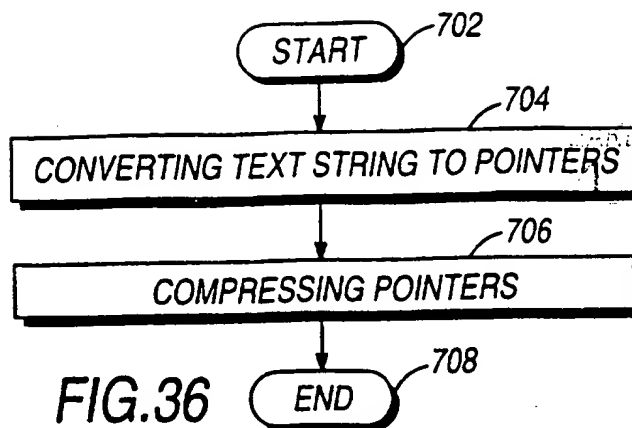 START 702
704
CONVERTING TEXT STRING TO POINTERS
706
COMPRESSING POINTERS
708
FIG.36 END